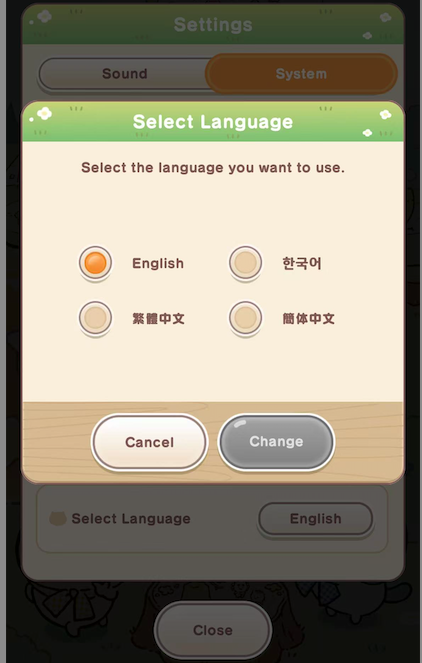 Settings
Sound
System
Select Language
Select the language you want to use.
English
한국어
繁體中文
簡体中文
Cancel
Change
Select Language
English
Close